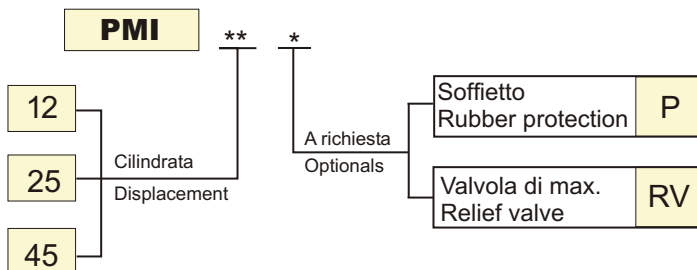 PMI ** *
12
25
45
Cilindrata
Displacement
A richiesta
Optionals
Soffietto
Rubber protection
P
Valvola di max.
Relief valve
RV